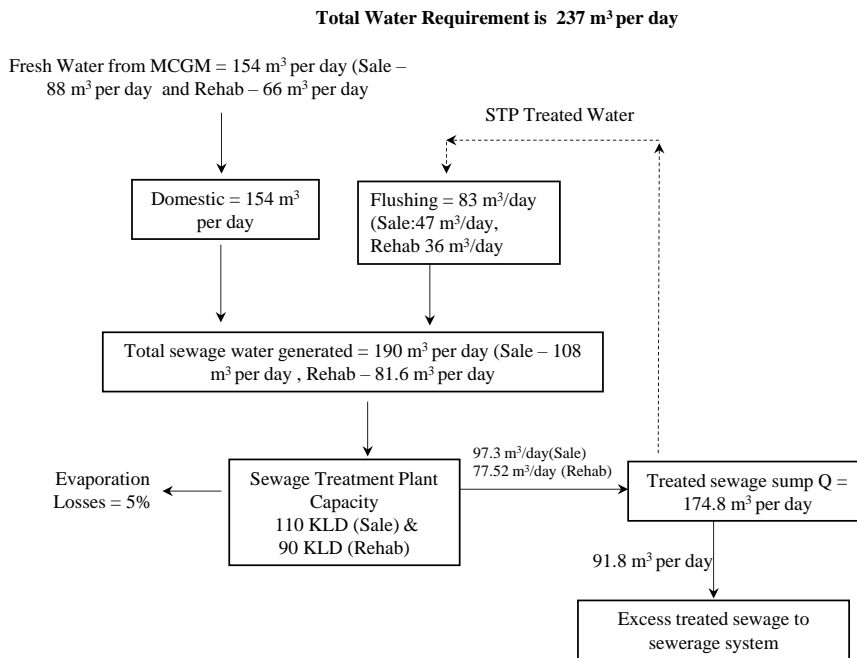 Total Water Requirement is 237 m³ per day
Fresh Water from MCGM = 154 m³ per day (Sale –
88 m³ per day and Rehab – 66 m³ per day
STP Treated Water
Domestic = 154 m³
per day
Flushing = 83 m³/day
(Sale:47 m³/day,
Rehab 36 m³/day
Total sewage water generated = 190 m³ per day (Sale – 108
m³ per day , Rehab – 81.6 m³ per day
Evaporation
Losses = 5%
Sewage Treatment Plant
Capacity
110 KLD (Sale) &
90 KLD (Rehab)
97.3 m³/day(Sale)
77.52 m³/day (Rehab)
Treated sewage sump Q =
174.8 m³ per day
91.8 m³ per day
Excess treated sewage to
sewerage system